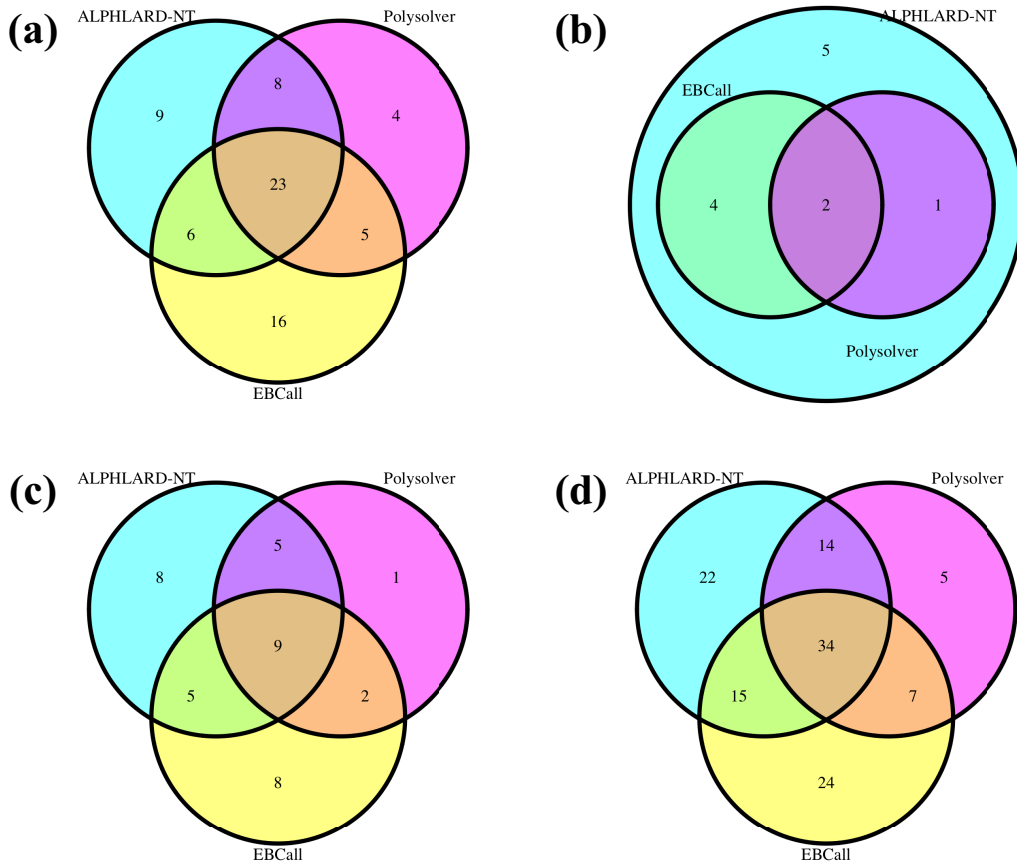 (a)
ALPHLARD-NT
Polysolver
8
9
4
23
6
5
16
EBCall
(b)
ALPHLARD-NT
5
EBCall
4
2
1
Polysolver
(c)
ALPHLARD-NT
Polysolver
5
8
1
9
5
2
8
EBCall
(d)
ALPHLARD-NT
Polysolver
14
22
5
34
15
7
24
EBCall